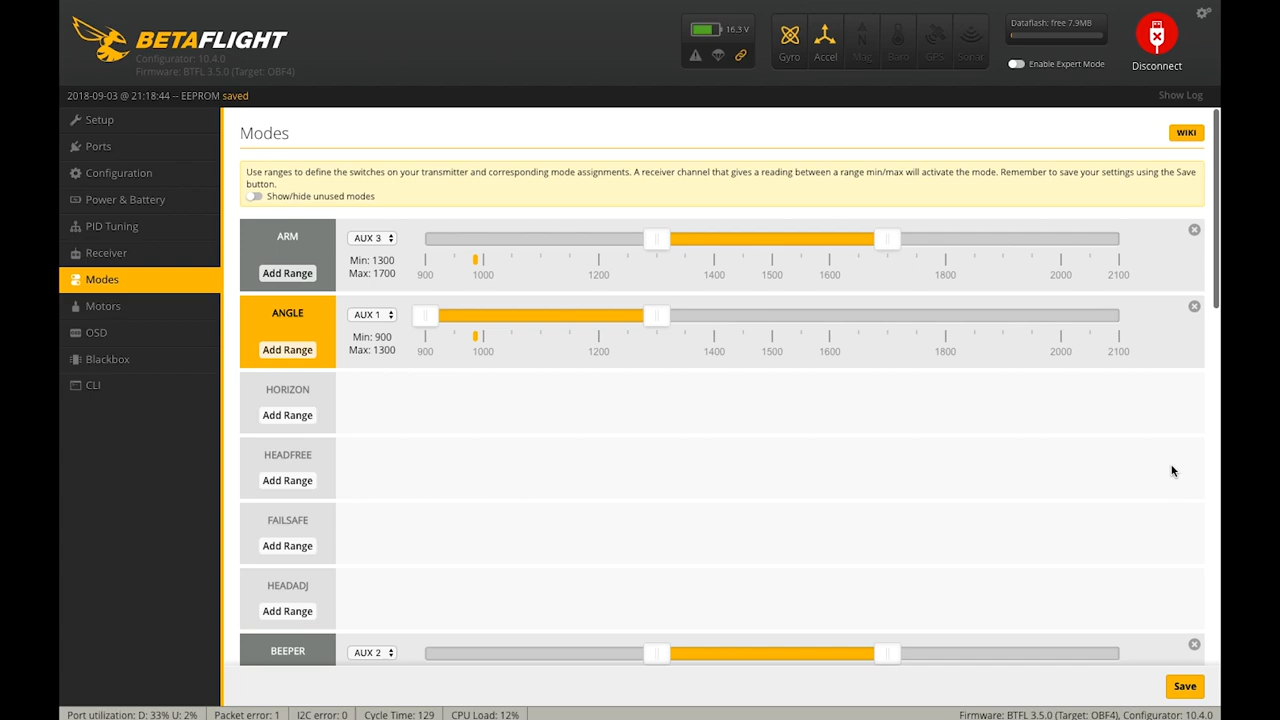 BETAFLIGHT
Configurator: 10.4.0
Firmware: BTFL 3.5.0 (Target: OBF4)
16.3 V
Gyro
Accel
Mag
Baro
GPS
Sonar
Dataflash: free 7.9MB
Enable Expert Mode
Disconnect
2018-09-03 @ 21:18:44 -- EEPROM saved
Show Log
Setup
Ports
Configuration
Power & Battery
PID Tuning
Receiver
Modes
Motors
OSD
Blackbox
CLI
Modes
WIKI
Use ranges to define the switches on your transmitter and corresponding mode assignments. A receiver channel that gives a reading between a range min/max will activate the mode. Remember to save your settings using the Save
button.
Show/hide unused modes
ARM
Add Range
AUX 3
Min: 1300
Max: 1700
900 1000 1200 1400 1500 1600 1800 2000 2100
ANGLE
Add Range
AUX 1
Min: 900
Max: 1300
900 1000 1200 1400 1500 1600 1800 2000 2100
HORIZON
Add Range
HEADFREE
Add Range
FAILSAFE
Add Range
HEADADJ
Add Range
BEEPER
AUX 2
Save
Port utilization: D: 33% U: 2%
Packet error: 1
I2C error: 0
Cycle Time: 129
CPU Load: 12%
Firmware: BTFL 3.5.0 (Target: OBF4), Configurator: 10.4.0